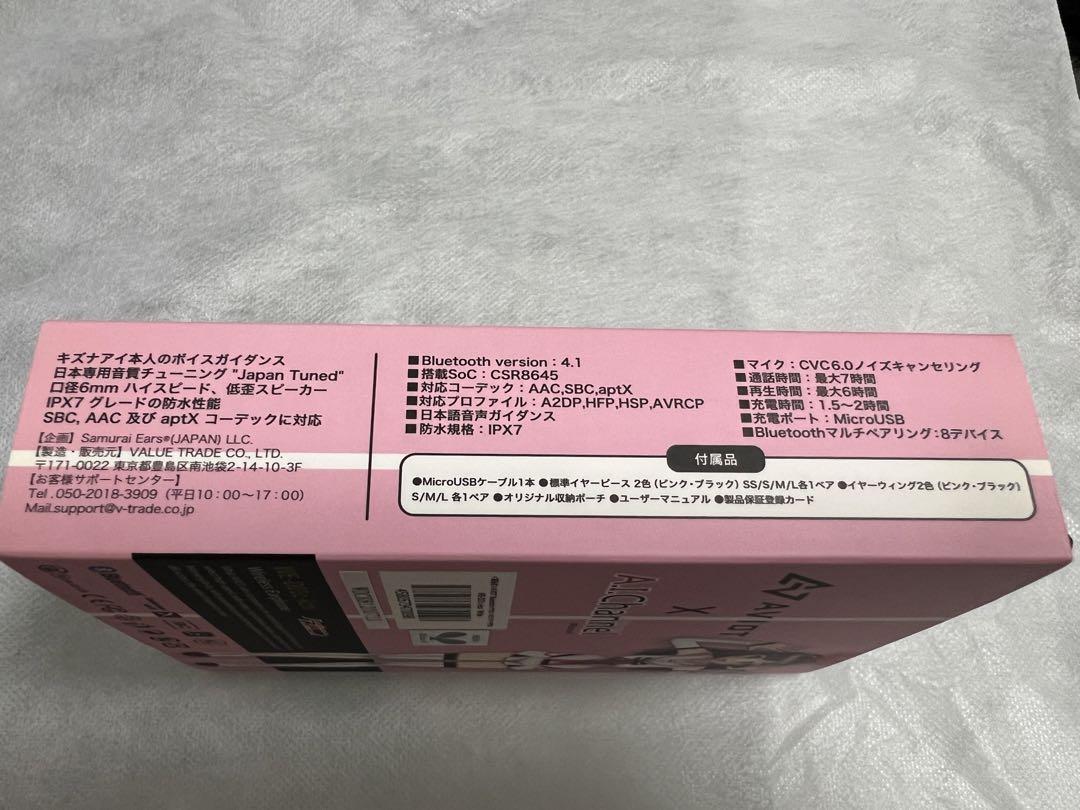 キズナアイ本人のボイスガイダンス
日本専用音質チューニング "Japan Tuned"
口径6mm ハイスピード、低歪スピーカー
IPX7 グレードの防水性能
SBC, AAC 及び aptX コーデックに対応
【企画】Samurai Ears®(JAPAN) LLC.
【製造・販売元】VALUE TRADE CO., LTD.
〒171-0022 東京都豊島区南池袋2-14-10-3F
【お客様サポートセンター】
Tel .050-2018-3909（平日10：00〜17：00）
Mail.support@v-trade.co.jp
■Bluetooth version : 4.1
■搭載SoC : CSR8645
■対応コーデック : AAC,SBC,aptX
■対応プロファイル : A2DP,HFP,HSP,AVRCP
■日本語音声ガイダンス
■防水規格 : IPX7
■マイク : CVC6.0ノイズキャンセリング
■通話時間 : 最大7時間
■再生時間 : 最大6時間
■充電時間 : 1.5〜2時間
■充電ポート : MicroUSB
■Bluetoothマルチペアリング:8デバイス
付属品
●MicroUSBケーブル1本 ●標準イヤーピース 2色 (ピンク・ブラック) SS/S/M/L各1ペア ●イヤーウィング2色 (ピンク・ブラック)
S/M/L 各1ペア ●オリジナル収納ポーチ ●ユーザーマニュアル ●製品保証登録カード
AVIOT
X
A.I.Channel
Bluetooth